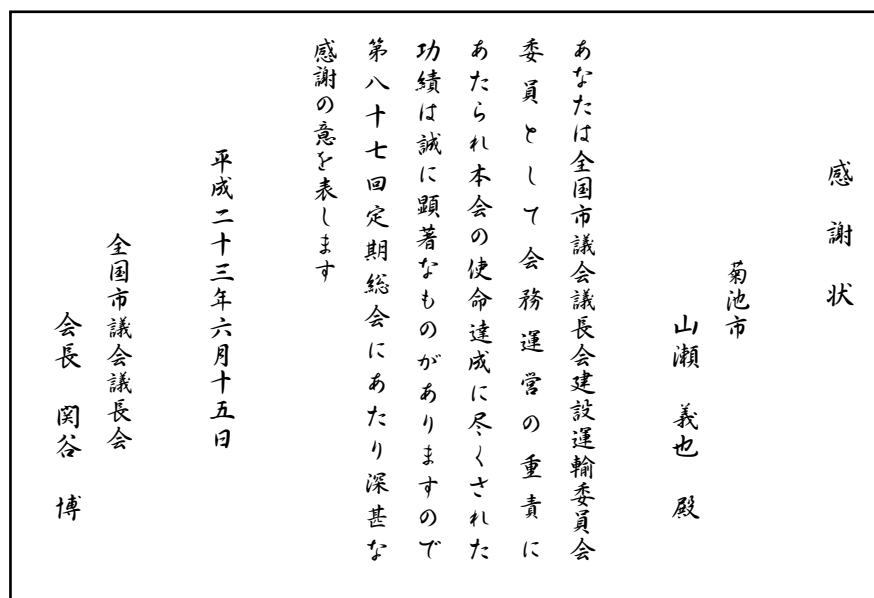 感謝状
菊池市
山瀬 義也 殿
あなたは全国市議会議長会建設運輸委員会
委員として会務運営の重責に
あたられ本会の使命達成に尽くされた
功績は誠に顕著なものがありますので
第八十七回定期総会にあたり深甚な
感謝の意を表します
平成二十三年六月十五日
全国市議会議長会
会長 関谷 博